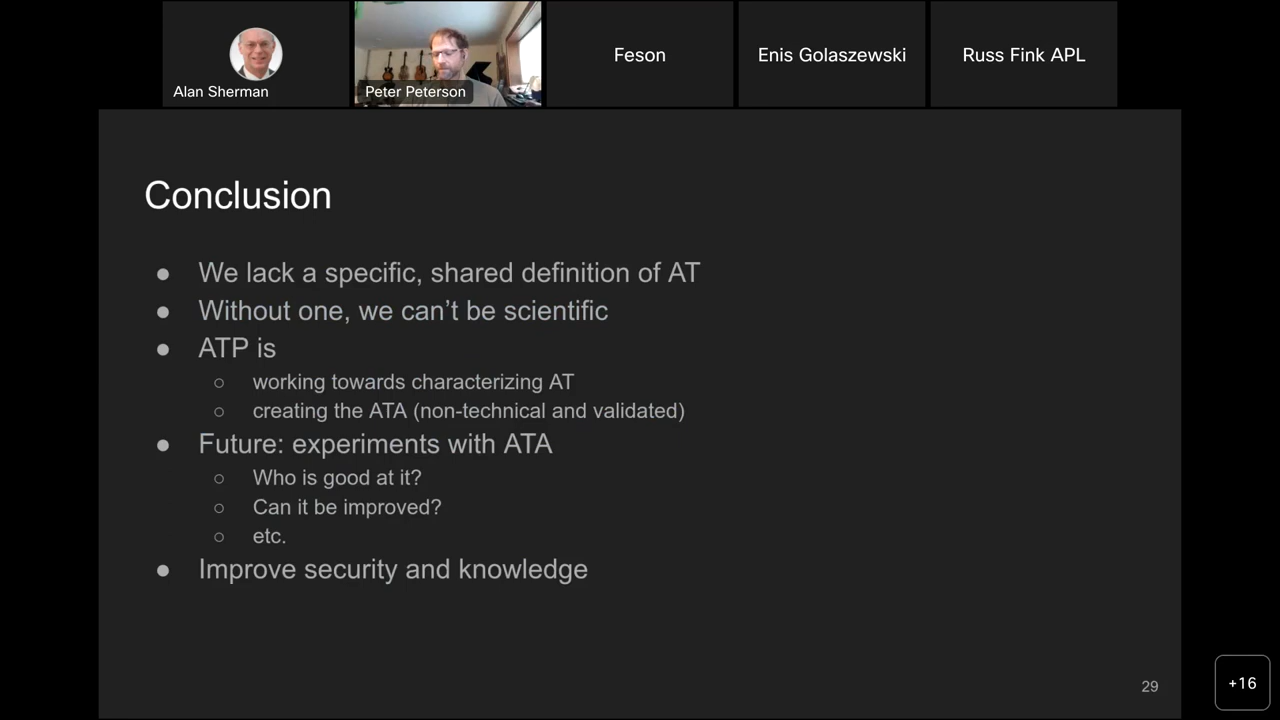 Alan Sherman
Peter Peterson
Feson
Enis Golaszewski
Russ Fink APL
Conclusion
● We lack a specific, shared definition of AT
● Without one, we can’t be scientific
● ATP is
○ working towards characterizing AT
○ creating the ATA (non-technical and validated)
● Future: experiments with ATA
○ Who is good at it?
○ Can it be improved?
○ etc.
● Improve security and knowledge
29
+16